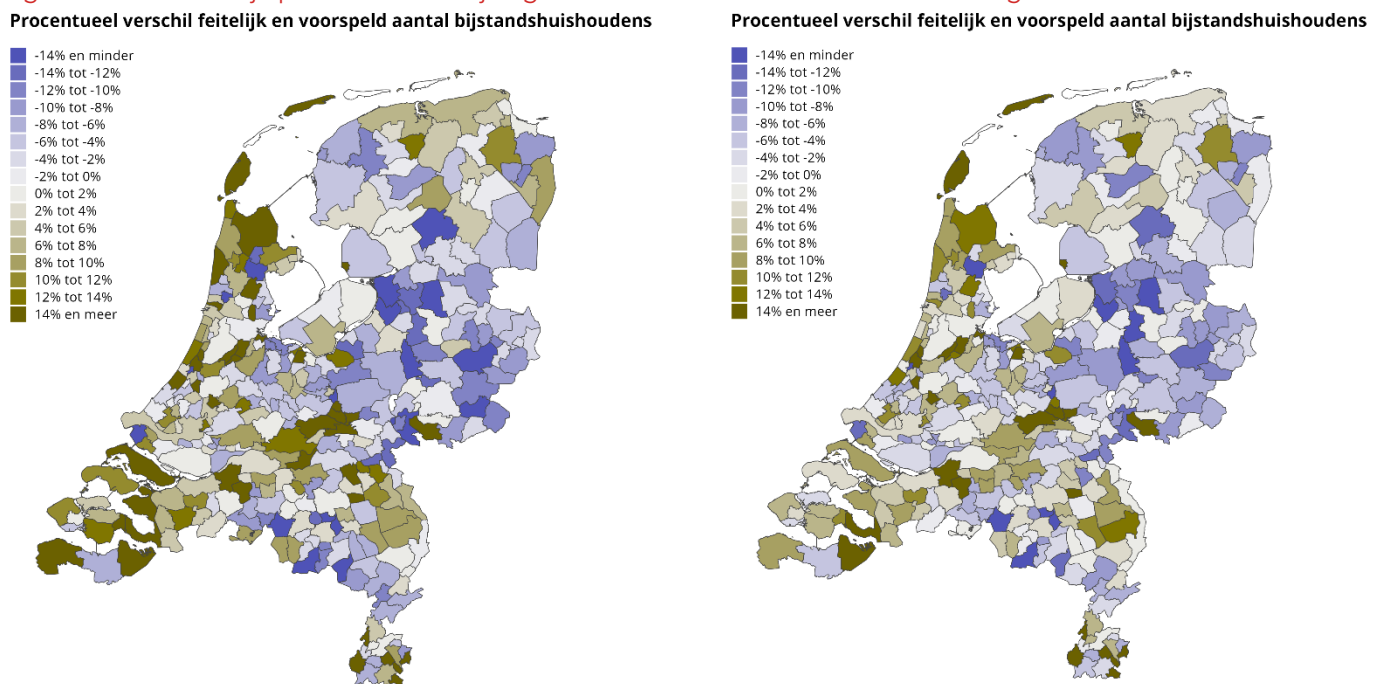 Procentueel verschil feitelijk en voorspeld aantal bijstandshuishoudens
-14% en minder
-14% tot -12%
-12% tot -10%
-10% tot -8%
-8% tot -6%
-6% tot -4%
-4% tot -2%
-2% tot 0%
0% tot 2%
2% tot 4%
4% tot 6%
6% tot 8%
8% tot 10%
10% tot 12%
12% tot 14%
14% en meer
Procentueel verschil feitelijk en voorspeld aantal bijstandshuishoudens
-14% en minder
-14% tot -12%
-12% tot -10%
-10% tot -8%
-8% tot -6%
-6% tot -4%
-4% tot -2%
-2% tot 0%
0% tot 2%
2% tot 4%
4% tot 6%
6% tot 8%
8% tot 10%
10% tot 12%
12% tot 14%
14% en meer